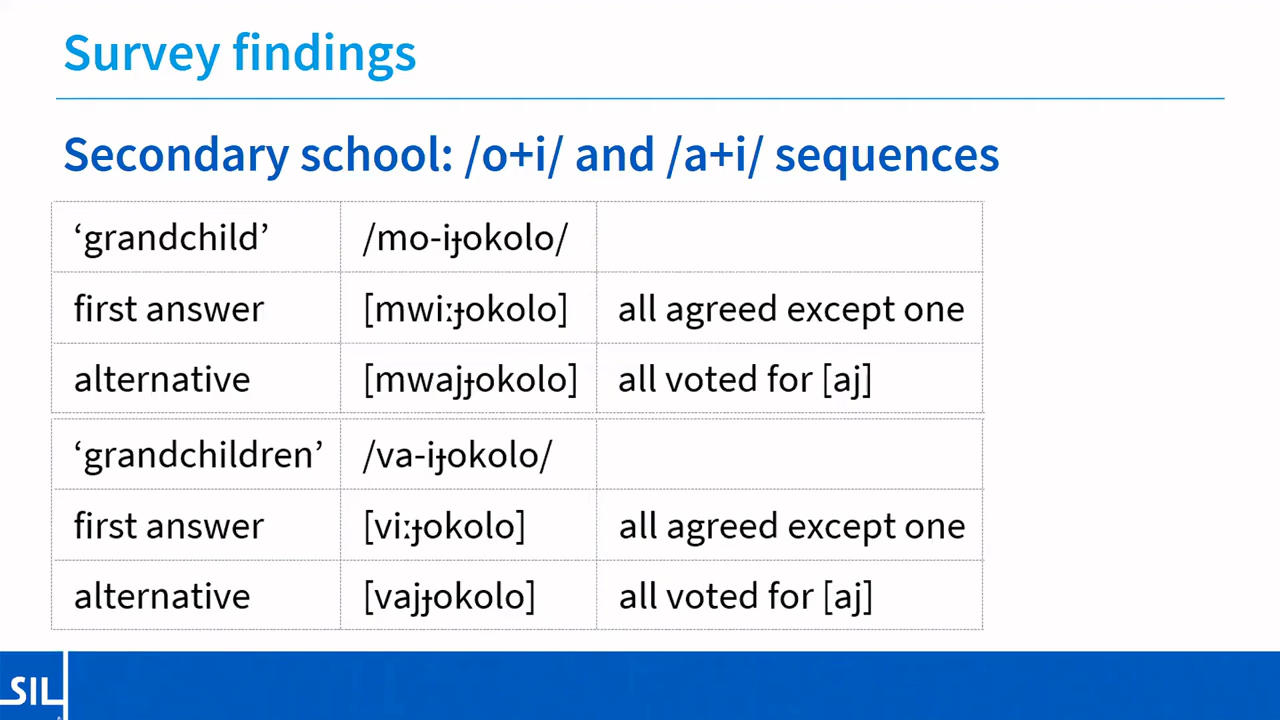 Survey findings
Secondary school: /o+i/ and /a+i/ sequences
‘grandchild’ /mo-iɟokolo/
first answer [mwiːɟokolo] all agreed except one
alternative [mwajɟokolo] all voted for [aj]
‘grandchildren’ /va-iɟokolo/
first answer [viːɟokolo] all agreed except one
alternative [vajɟokolo] all voted for [aj]
SIL